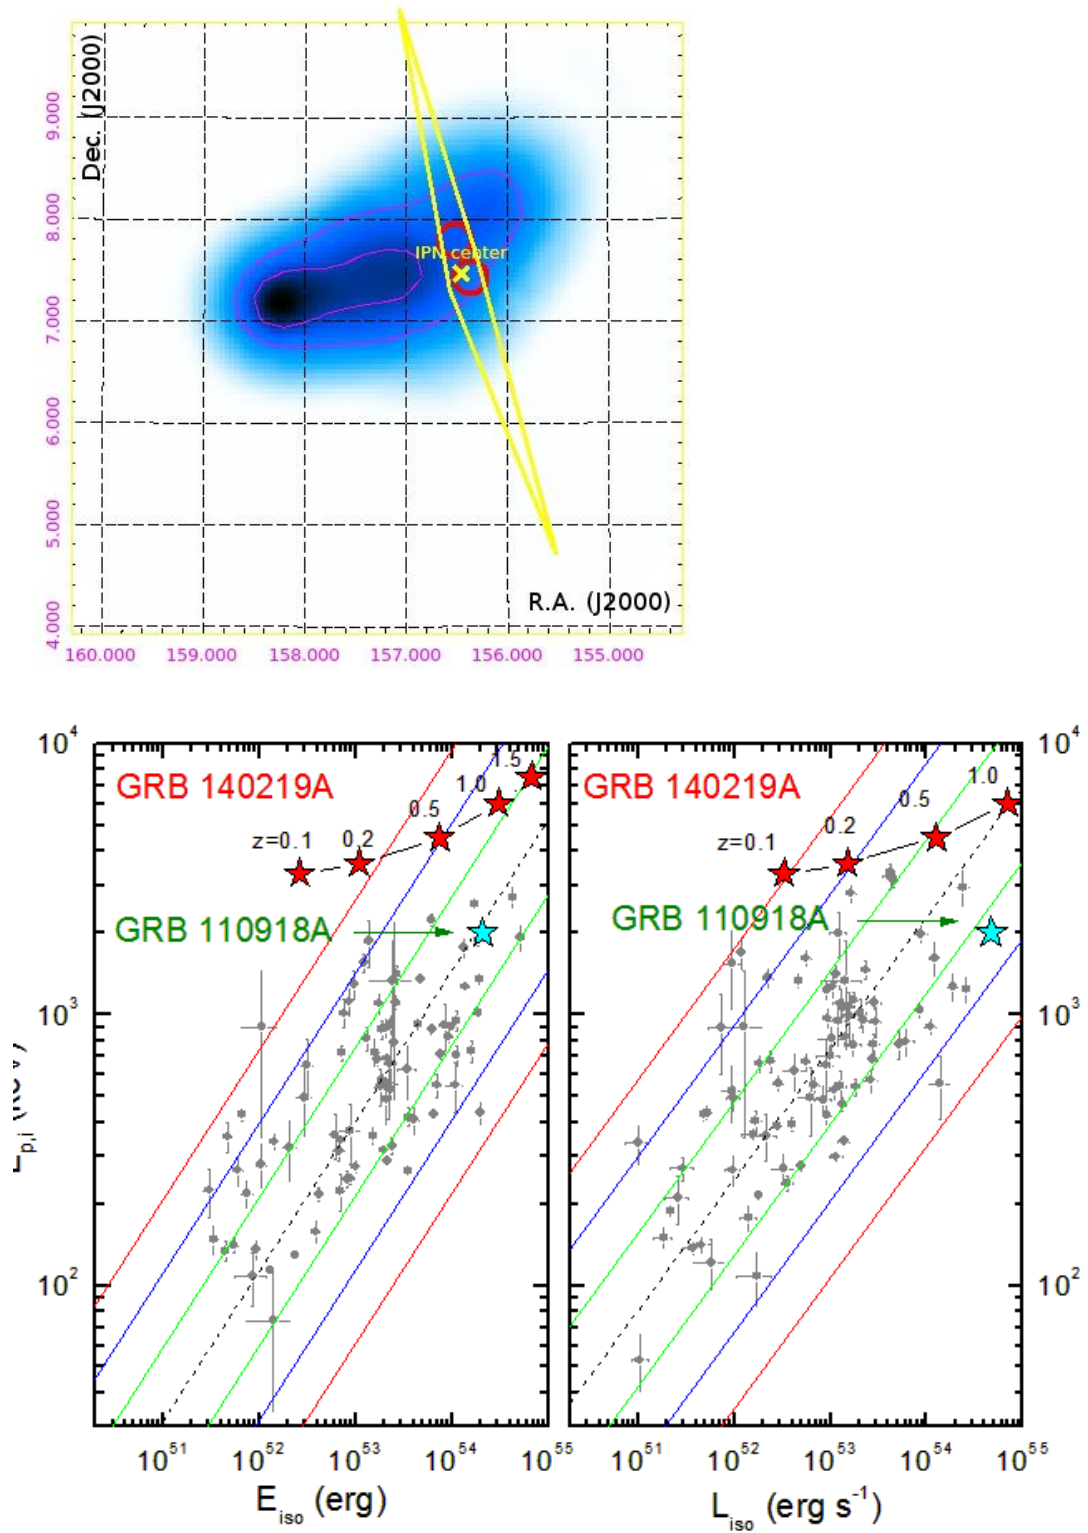 Dec. (J2000)
9.000
8.000
IPN center
7.000
6.000
5.000
R.A. (J2000)
4.000
160.000 159.000 158.000 157.000 156.000 155.000
10^4 10^4
GRB 140219A 1.5 GRB 140219A 1.0
1.0
0.5 0.5
z=0.1 0.2 z=0.1 0.2
GRB 110918A GRB 110918A
10^3 10^3
E_p,i (keV)
10^2 10^2
10^51 10^52 10^53 10^54 10^55 10^51 10^52 10^53 10^54 10^55
E_iso (erg) L_iso (erg s^-1)